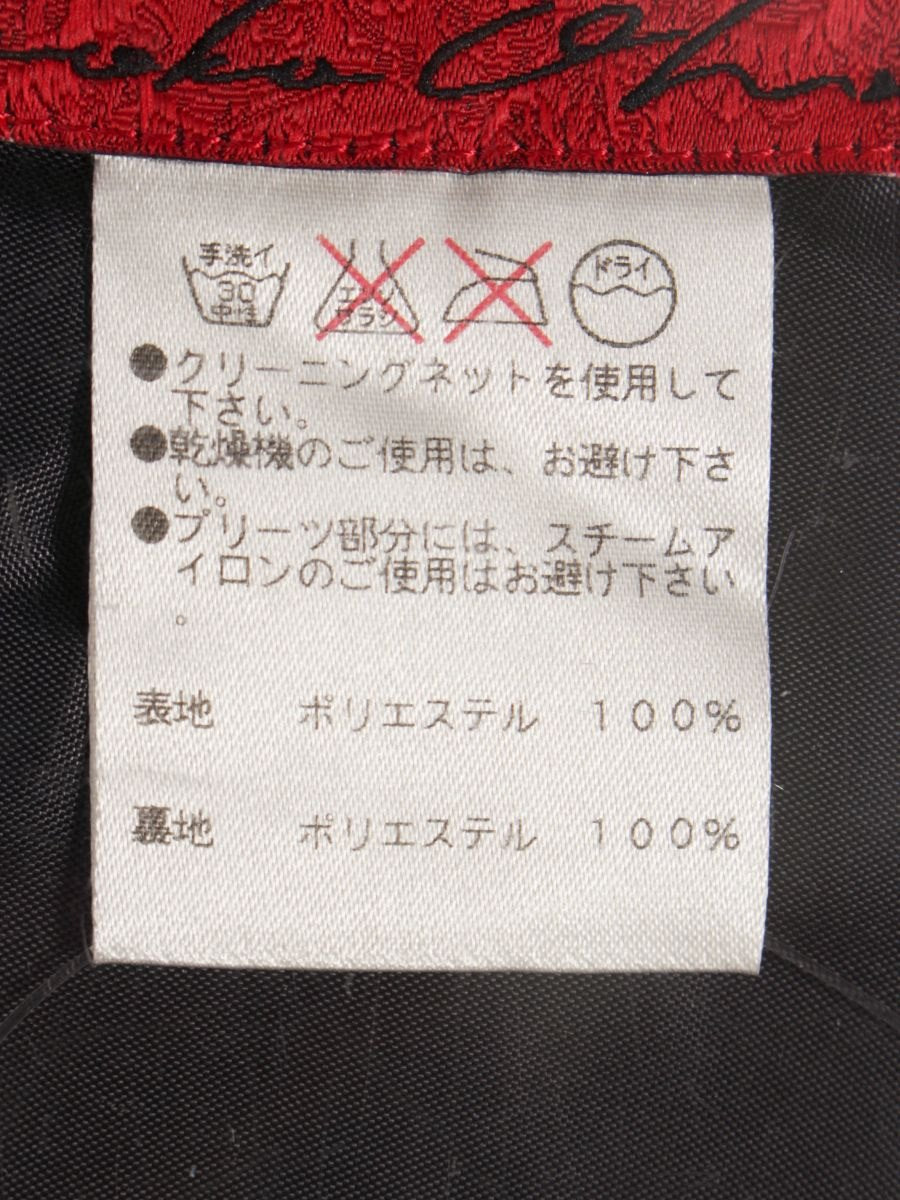 手洗イ
30
中性
エンソ
サラシ
ドライ
●クリーニングネットを使用して
下さい。
●乾燥機のご使用は、お避け下さ
い。
●プリーツ部分には、スチームア
イロンのご使用はお避け下さい
。
表地 ポリエステル 100%
裏地 ポリエステル 100%